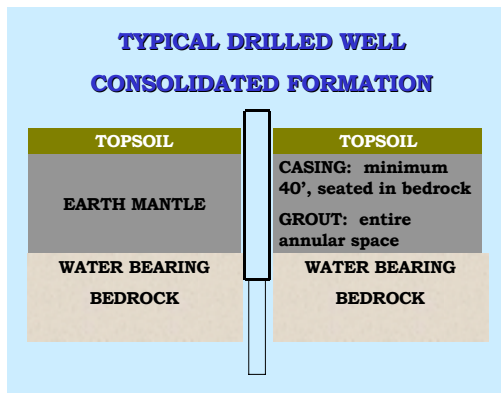 TYPICAL DRILLED WELL
CONSOLIDATED FORMATION
TOPSOIL
EARTH MANTLE
WATER BEARING
BEDROCK
TOPSOIL
CASING: minimum
40’, seated in bedrock
GROUT: entire
annular space
WATER BEARING
BEDROCK